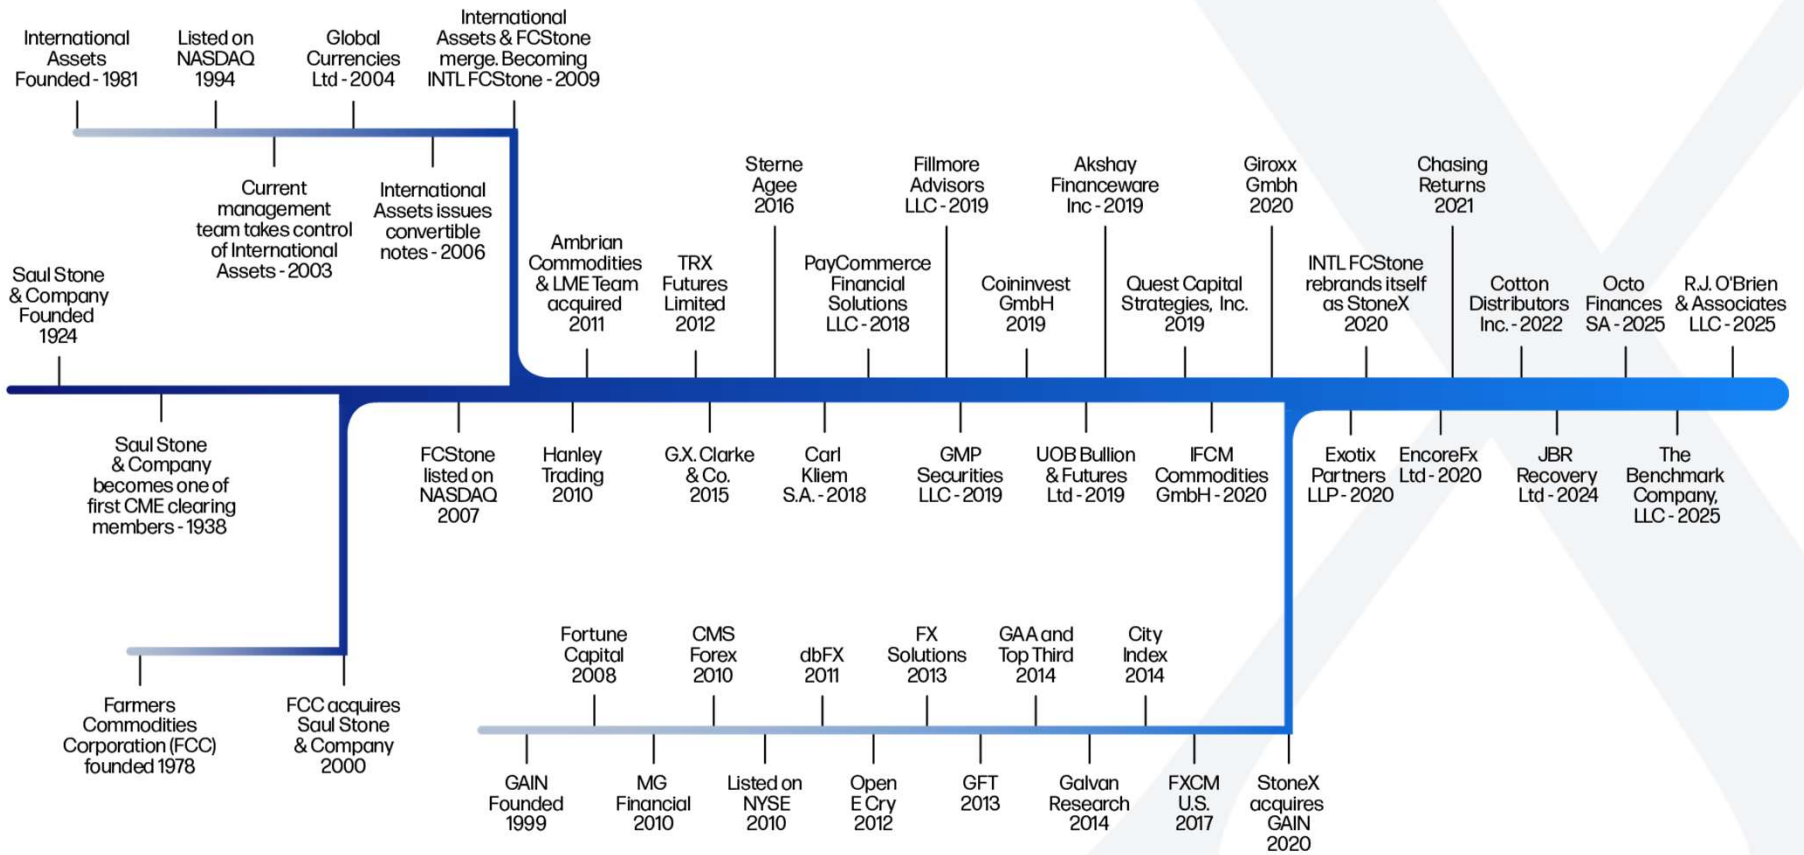 International
Assets
Founded - 1981
Listed on
NASDAQ
1994
Global
Currencies
Ltd - 2004
International
Assets & FCStone
merge. Becoming
INTL FCStone - 2009
Current
management
team takes control
of International
Assets - 2003
International
Assets issues
convertible
notes - 2006
Saul Stone
& Company
Founded
1924
Ambrian
Commodities
& LME Team
acquired
2011
TRX
Futures
Limited
2012
Sterne
Agee
2016
PayCommerce
Financial
Solutions
LLC - 2018
Fillmore
Advisors
LLC - 2019
Coininvest
GmbH
2019
Akshay
Financeware
Inc - 2019
Quest Capital
Strategies, Inc.
2019
Giroxx
Gmbh
2020
INTL FCStone
rebrands itself
as StoneX
2020
Chasing
Returns
2021
Cotton
Distributors
Inc. - 2022
Octo
Finances
SA - 2025
R.J. O'Brien
& Associates
LLC - 2025
Saul Stone
& Company
becomes one of
first CME clearing
members - 1938
FCStone
listed on
NASDAQ
2007
Hanley
Trading
2010
G.X. Clarke
& Co.
2015
Carl
Kliem
S.A. - 2018
GMP
Securities
LLC - 2019
UOB Bullion
& Futures
Ltd - 2019
IFCM
Commodities
GmbH - 2020
Exotix
Partners
LLP - 2020
EncoreFx
Ltd - 2020
JBR
Recovery
Ltd - 2024
The
Benchmark
Company,
LLC - 2025
Farmers
Commodities
Corporation (FCC)
founded 1978
FCC acquires
Saul Stone
& Company
2000
Fortune
Capital
2008
CMS
Forex
2010
dbFX
2011
FX
Solutions
2013
GAA and
Top Third
2014
City
Index
2014
GAIN
Founded
1999
MG
Financial
2010
Listed on
NYSE
2010
Open
E Cry
2012
GFT
2013
Galvan
Research
2014
FXCM
U.S.
2017
StoneX
acquires
GAIN
2020